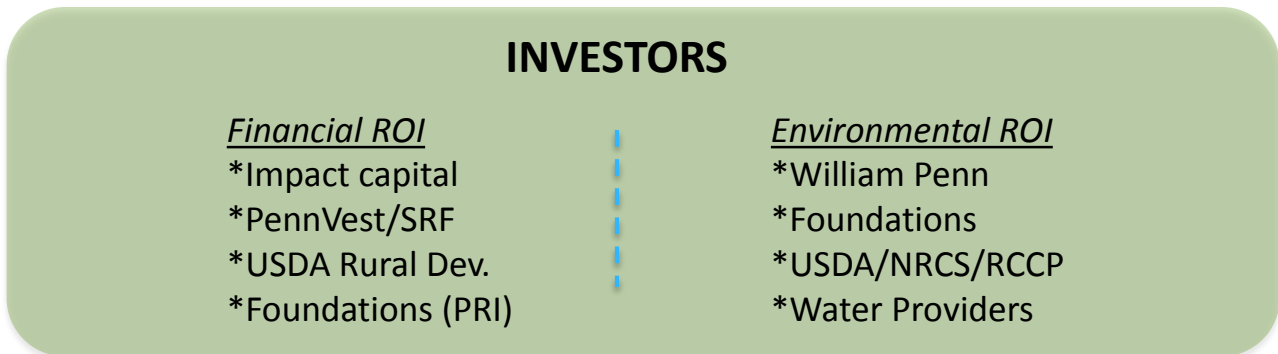 INVESTORS
Financial ROI
*Impact capital
*PennVest/SRF
*USDA Rural Dev.
*Foundations (PRI)
Environmental ROI
*William Penn
*Foundations
*USDA/NRCS/RCCP
*Water Providers